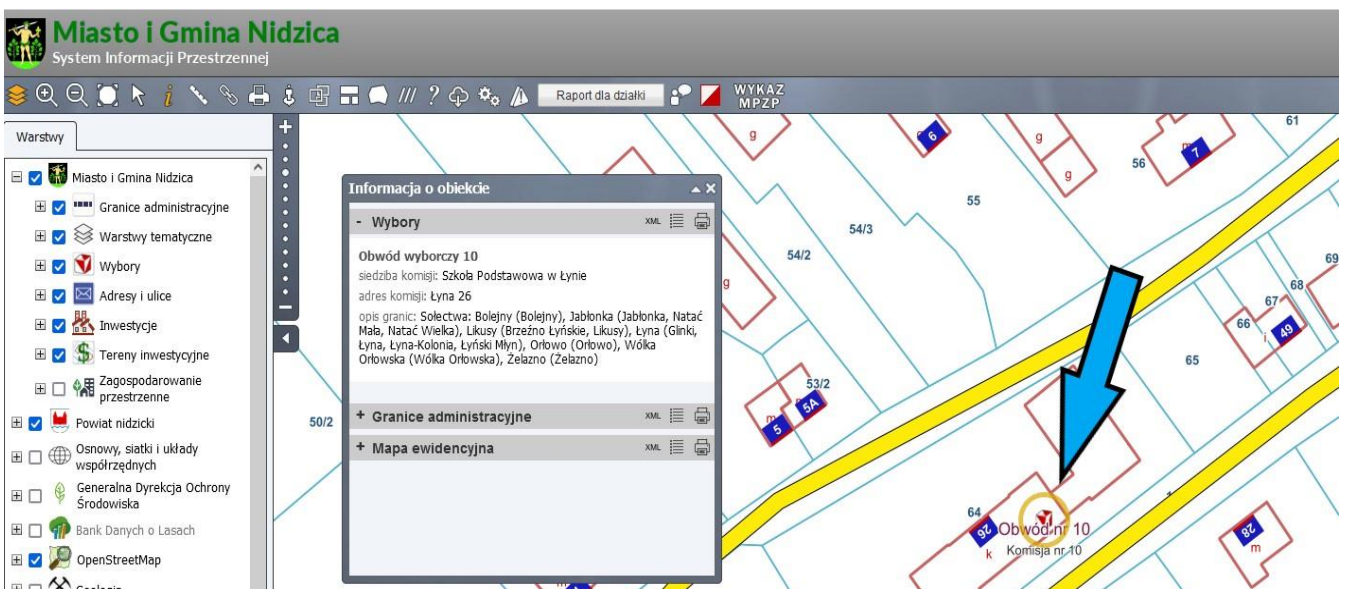 Miasto i Gmina Nidzica
System Informacji Przestrzennej
Raport dla działki
WYKAZ
MPZP
Warstwy
Miasto i Gmina Nidzica
Granice administracyjne
Warstwy tematyczne
Wybory
Adresy i ulice
Inwestycje
Tereny inwestycyjne
Zagospodarowanie
przestrzenne
Powiat nidzicki
Osnowy, siatki i układy
współrzędnych
Generalna Dyrekcja Ochrony
Środowiska
Bank Danych o Lasach
OpenStreetMap
Informacja o obiekcie
- Wybory XML
Obwód wyborczy 10
siedziba komisji: Szkoła Podstawowa w Łynie
adres komisji: Łyna 26
opis granic: Sołectwa: Bolejny (Bolejny), Jabłonka (Jabłonka, Natać
Mała, Natać Wielka), Likusy (Brzeźno Łyńskie, Likusy), Łyna (Glinki,
Łyna, Łyna-Kolonia, Łyński Młyn), Orłowo (Orłowo), Wólka
Orłowska (Wólka Orłowska), Żelazno (Żelazno)
+ Granice administracyjne XML
+ Mapa ewidencyjna XML
g
6
g
g
56
m
7
61
55
54/3
54/2
g
69
68
67
66
i
49
65
53/2
5A
m
5
50/2
64
26
k
Obwód nr 10
Komisja nr 10
28
m